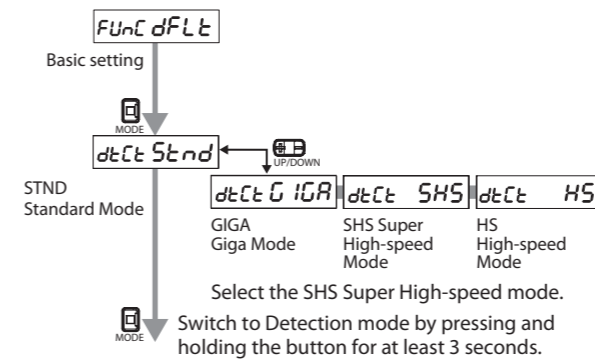 FUnC dFLt
Basic setting
MODE
dtCt Stnd
UP/DOWN
STND
Standard Mode
dtCt GIGA
dtCt SHS
dtCt HS
GIGA
Giga Mode
SHS Super
High-speed
Mode
HS
High-speed
Mode
Select the SHS Super High-speed mode.
MODE
Switch to Detection mode by pressing and
holding the button for at least 3 seconds.